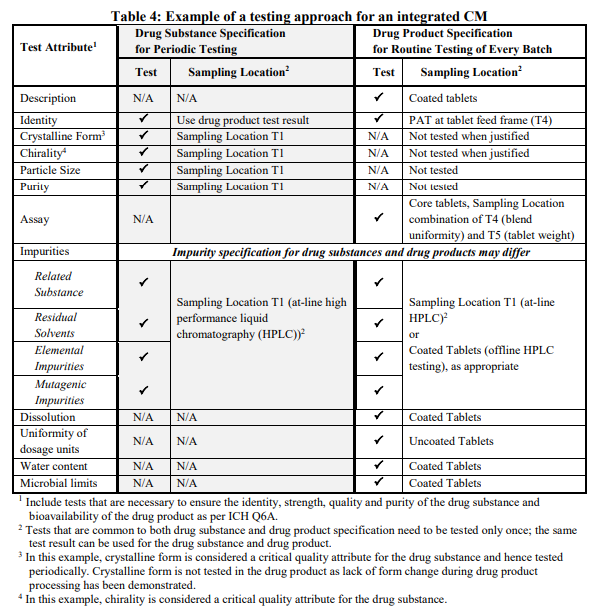 Table 4: Example of a testing approach for an integrated CM
Test Attribute1
Drug Substance Specification
for Periodic Testing
Drug Product Specification
for Routine Testing of Every Batch
Test Sampling Location2 Test Sampling Location2
Description N/A N/A ✓ Coated tablets
Identity ✓ Use drug product test result ✓ PAT at tablet feed frame (T4)
Crystalline Form3 ✓ Sampling Location T1 N/A Not tested when justified
Chirality4 ✓ Sampling Location T1 N/A Not tested when justified
Particle Size ✓ Sampling Location T1 N/A Not tested
Purity ✓ Sampling Location T1 N/A Not tested
Assay N/A ✓
Core tablets, Sampling Location
combination of T4 (blend
uniformity) and T5 (tablet weight)
Impurities Impurity specification for drug substances and drug products may differ
Related
Substance ✓ ✓
Residual
Solvents ✓ ✓
Elemental
Impurities ✓ ✓
Mutagenic
Impurities ✓ ✓
Sampling Location T1 (at-line high
performance liquid
chromatography (HPLC))2
Sampling Location T1 (at-line
HPLC)2
or
Coated Tablets (offline HPLC
testing), as appropriate
Dissolution N/A N/A ✓ Coated Tablets
Uniformity of
dosage units N/A N/A ✓ Uncoated Tablets
Water content N/A N/A ✓ Coated Tablets
Microbial limits N/A N/A ✓ Coated Tablets
1 Include tests that are necessary to ensure the identity, strength, quality and purity of the drug substance and
bioavailability of the drug product as per ICH Q6A.
2 Tests that are common to both drug substance and drug product specification need to be tested only once; the same
test result can be used for the drug substance and drug product.
3 In this example, crystalline form is considered a critical quality attribute for the drug substance and hence tested
periodically. Crystalline form is not tested in the drug product as lack of form change during drug product
processing has been demonstrated.
4 In this example, chirality is considered a critical quality attribute for the drug substance.